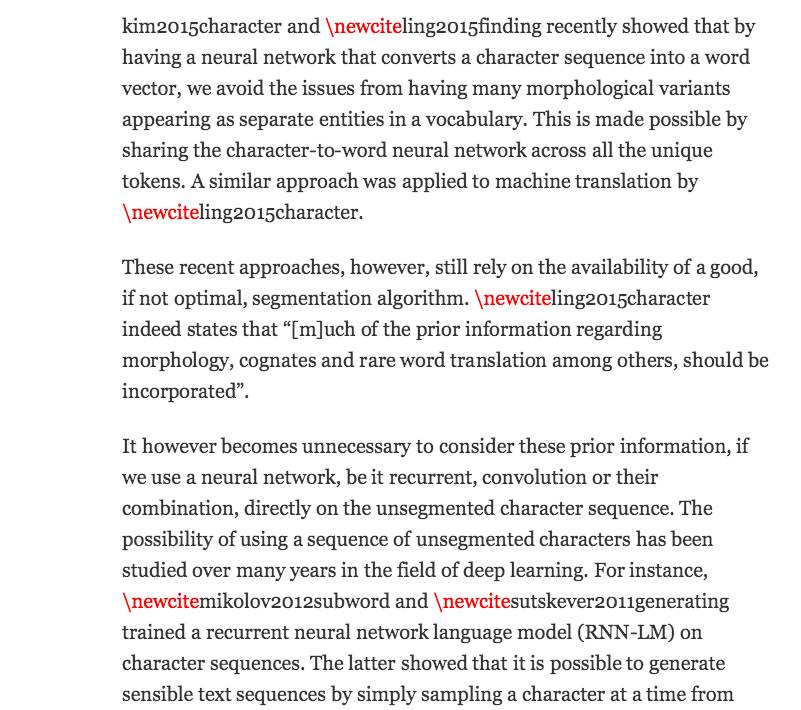 kim2015character and \newciteling2015finding recently showed that by
having a neural network that converts a character sequence into a word
vector, we avoid the issues from having many morphological variants
appearing as separate entities in a vocabulary. This is made possible by
sharing the character-to-word neural network across all the unique
tokens. A similar approach was applied to machine translation by
\newciteling2015character.
These recent approaches, however, still rely on the availability of a good,
if not optimal, segmentation algorithm. \newciteling2015character
indeed states that “[m]uch of the prior information regarding
morphology, cognates and rare word translation among others, should be
incorporated”.
It however becomes unnecessary to consider these prior information, if
we use a neural network, be it recurrent, convolution or their
combination, directly on the unsegmented character sequence. The
possibility of using a sequence of unsegmented characters has been
studied over many years in the field of deep learning. For instance,
\newcitemikolov2012subword and \newcitesutskever2011generating
trained a recurrent neural network language model (RNN-LM) on
character sequences. The latter showed that it is possible to generate
sensible text sequences by simply sampling a character at a time from